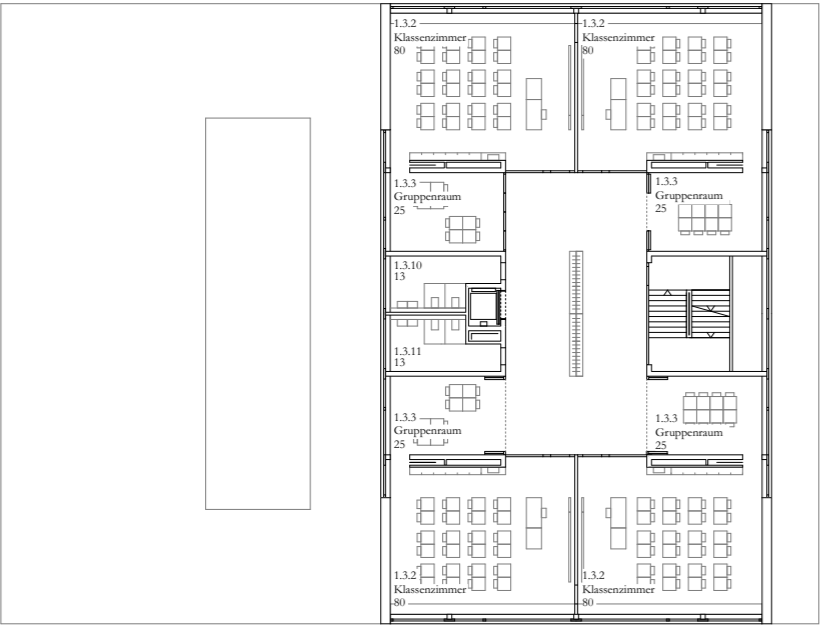 1.3.2
Klassenzimmer
80
1.3.2
Klassenzimmer
80
1.3.3
Gruppenraum
25
1.3.3
Gruppenraum
25
1.3.10
13
1.3.11
13
1.3.3
Gruppenraum
25
1.3.3
Gruppenraum
25
1.3.2
Klassenzimmer
80
1.3.2
Klassenzimmer
80